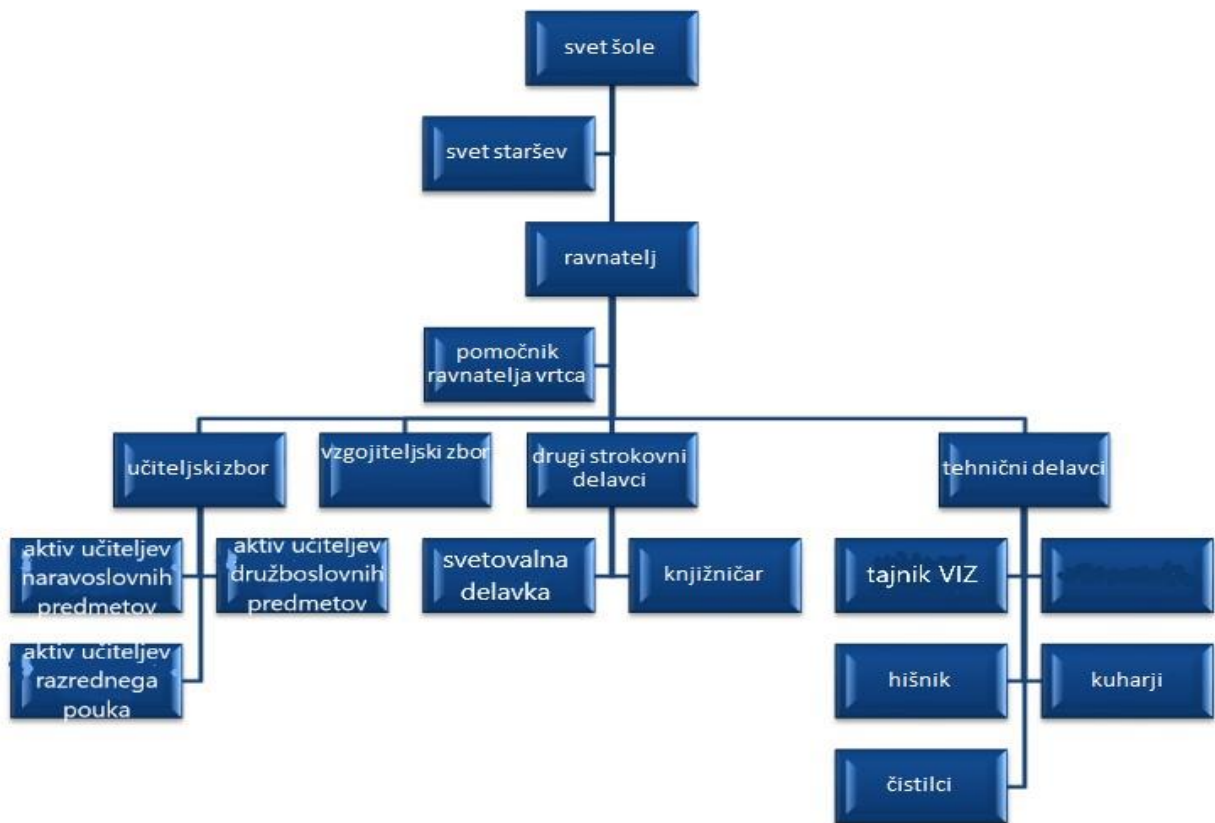 svet šole
svet staršev
ravnatelj
pomočnik
ravnatelja vrtca
učiteljski zbor
vzgojiteljski zbor
drugi strokovni
delavci
tehnični delavci
aktiv učiteljev
naravoslovnih
predmetov
aktiv učiteljev
družboslovnih
predmetov
svetovalna
delavka
knjižničar
tajnik VIZ
aktiv učiteljev
razrednega
pouka
hišnik
kuharji
čistilci